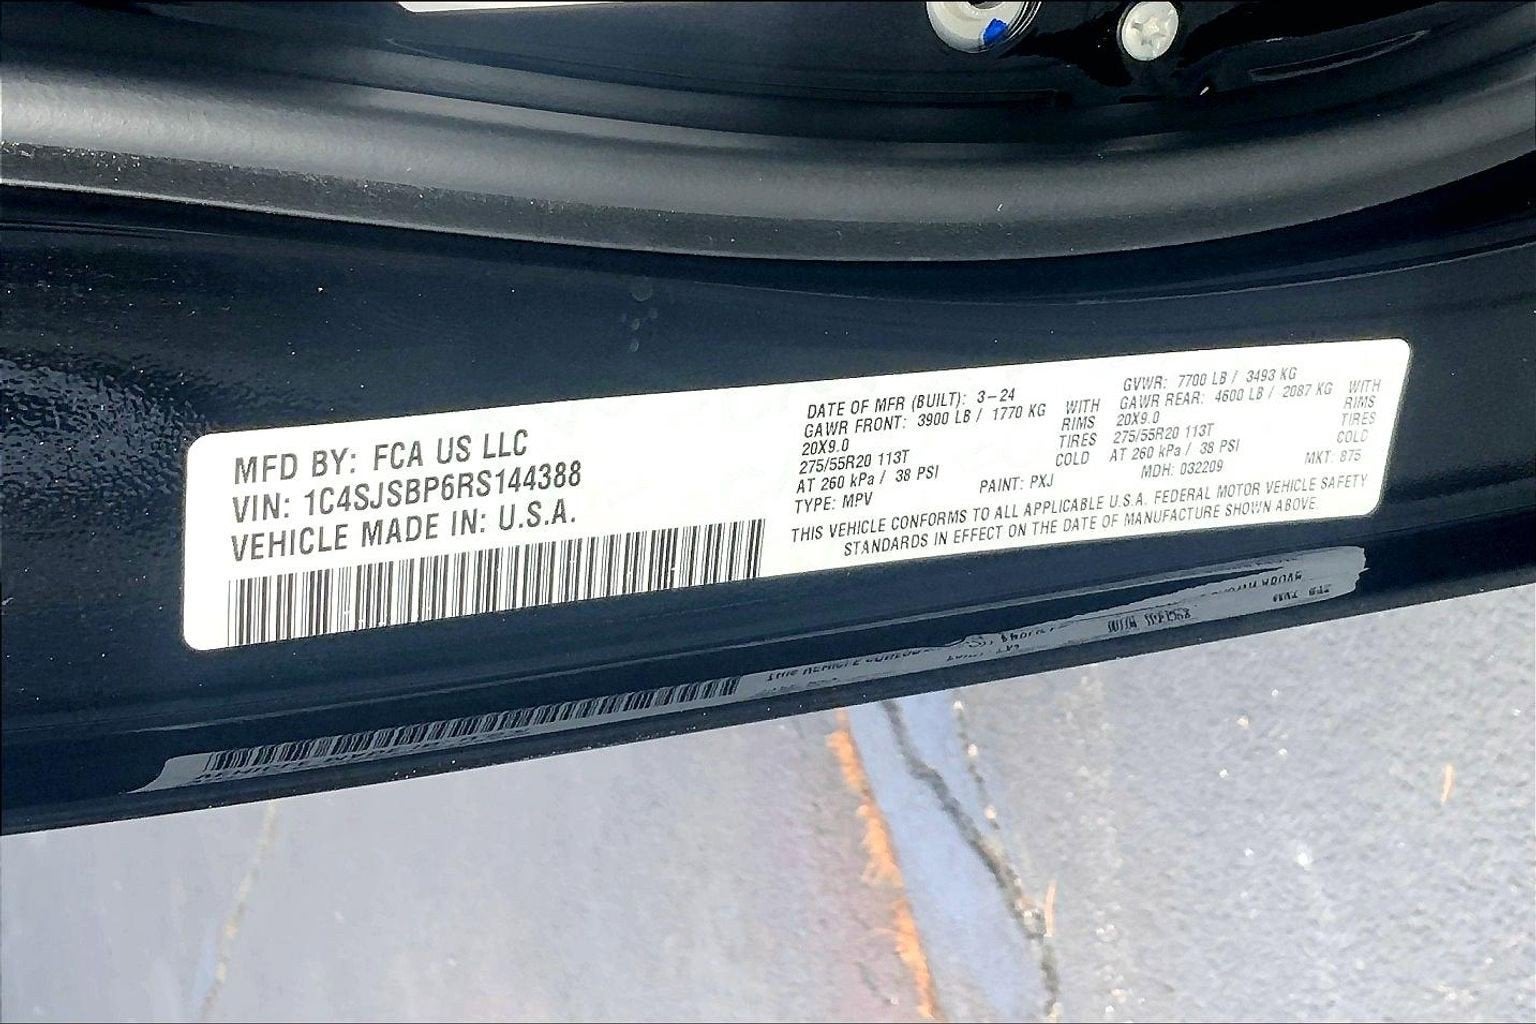 MFD BY: FCA US LLC
VIN: 1C4SJSBP6RS144388
VEHICLE MADE IN: U.S.A.
DATE OF MFR (BUILT): 3-24
GVWR: 7700 LB / 3493 KG
GAWR FRONT: 3900 LB / 1770 KG WITH
20X9.0 RIMS
275/55R20 113T TIRES
AT 260 kPa / 38 PSI COLD
GAWR REAR: 4600 LB / 2087 KG WITH
20X9.0 RIMS
275/55R20 113T TIRES
AT 260 kPa / 38 PSI COLD
TYPE: MPV PAINT: PXJ MDH: 032209 MKT: 875
THIS VEHICLE CONFORMS TO ALL APPLICABLE U.S.A. FEDERAL MOTOR VEHICLE SAFETY
STANDARDS IN EFFECT ON THE DATE OF MANUFACTURE SHOWN ABOVE.